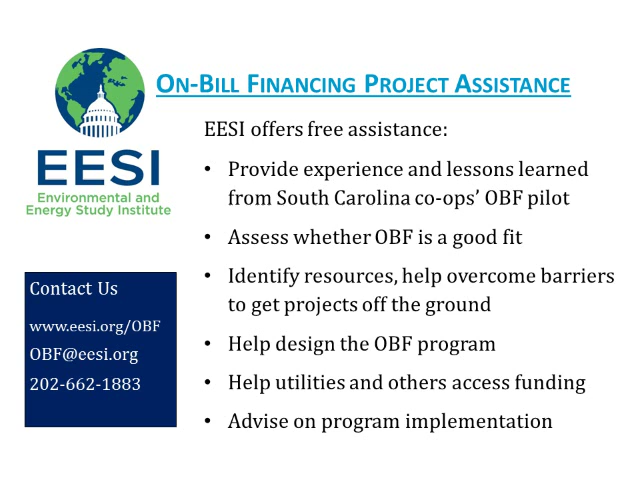 ON-BILL FINANCING PROJECT ASSISTANCE
EESI
Environmental and
Energy Study Institute
EESI offers free assistance:
• Provide experience and lessons learned
from South Carolina co-ops’ OBF pilot
• Assess whether OBF is a good fit
• Identify resources, help overcome barriers
to get projects off the ground
• Help design the OBF program
• Help utilities and others access funding
• Advise on program implementation
Contact Us
www.eesi.org/OBF
OBF@eesi.org
202-662-1883